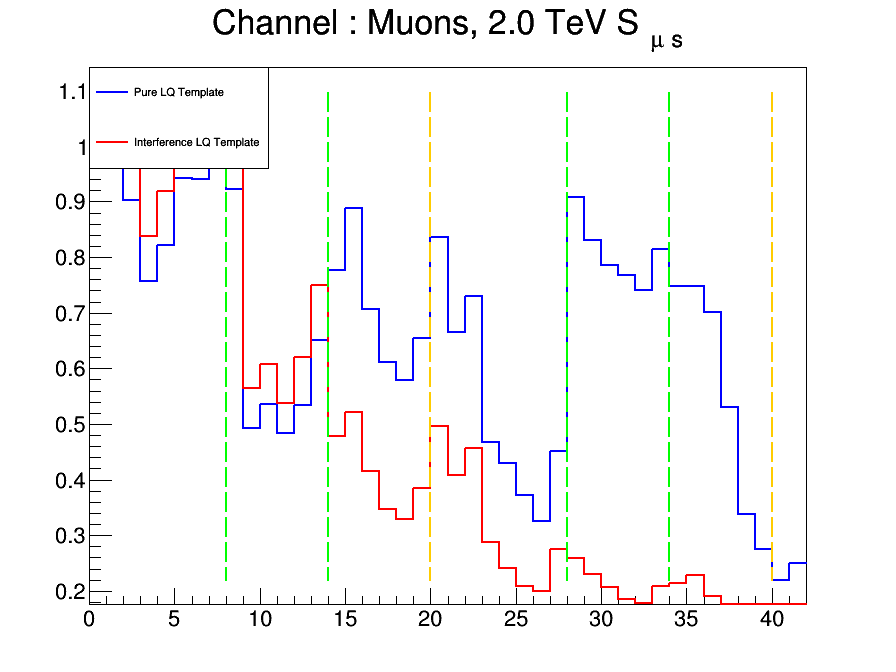 Channel : Muons, 2.0 TeV S μ s
Pure LQ Template
Interference LQ Template
1.1
1
0.9
0.8
0.7
0.6
0.5
0.4
0.3
0.2
0 5 10 15 20 25 30 35 40